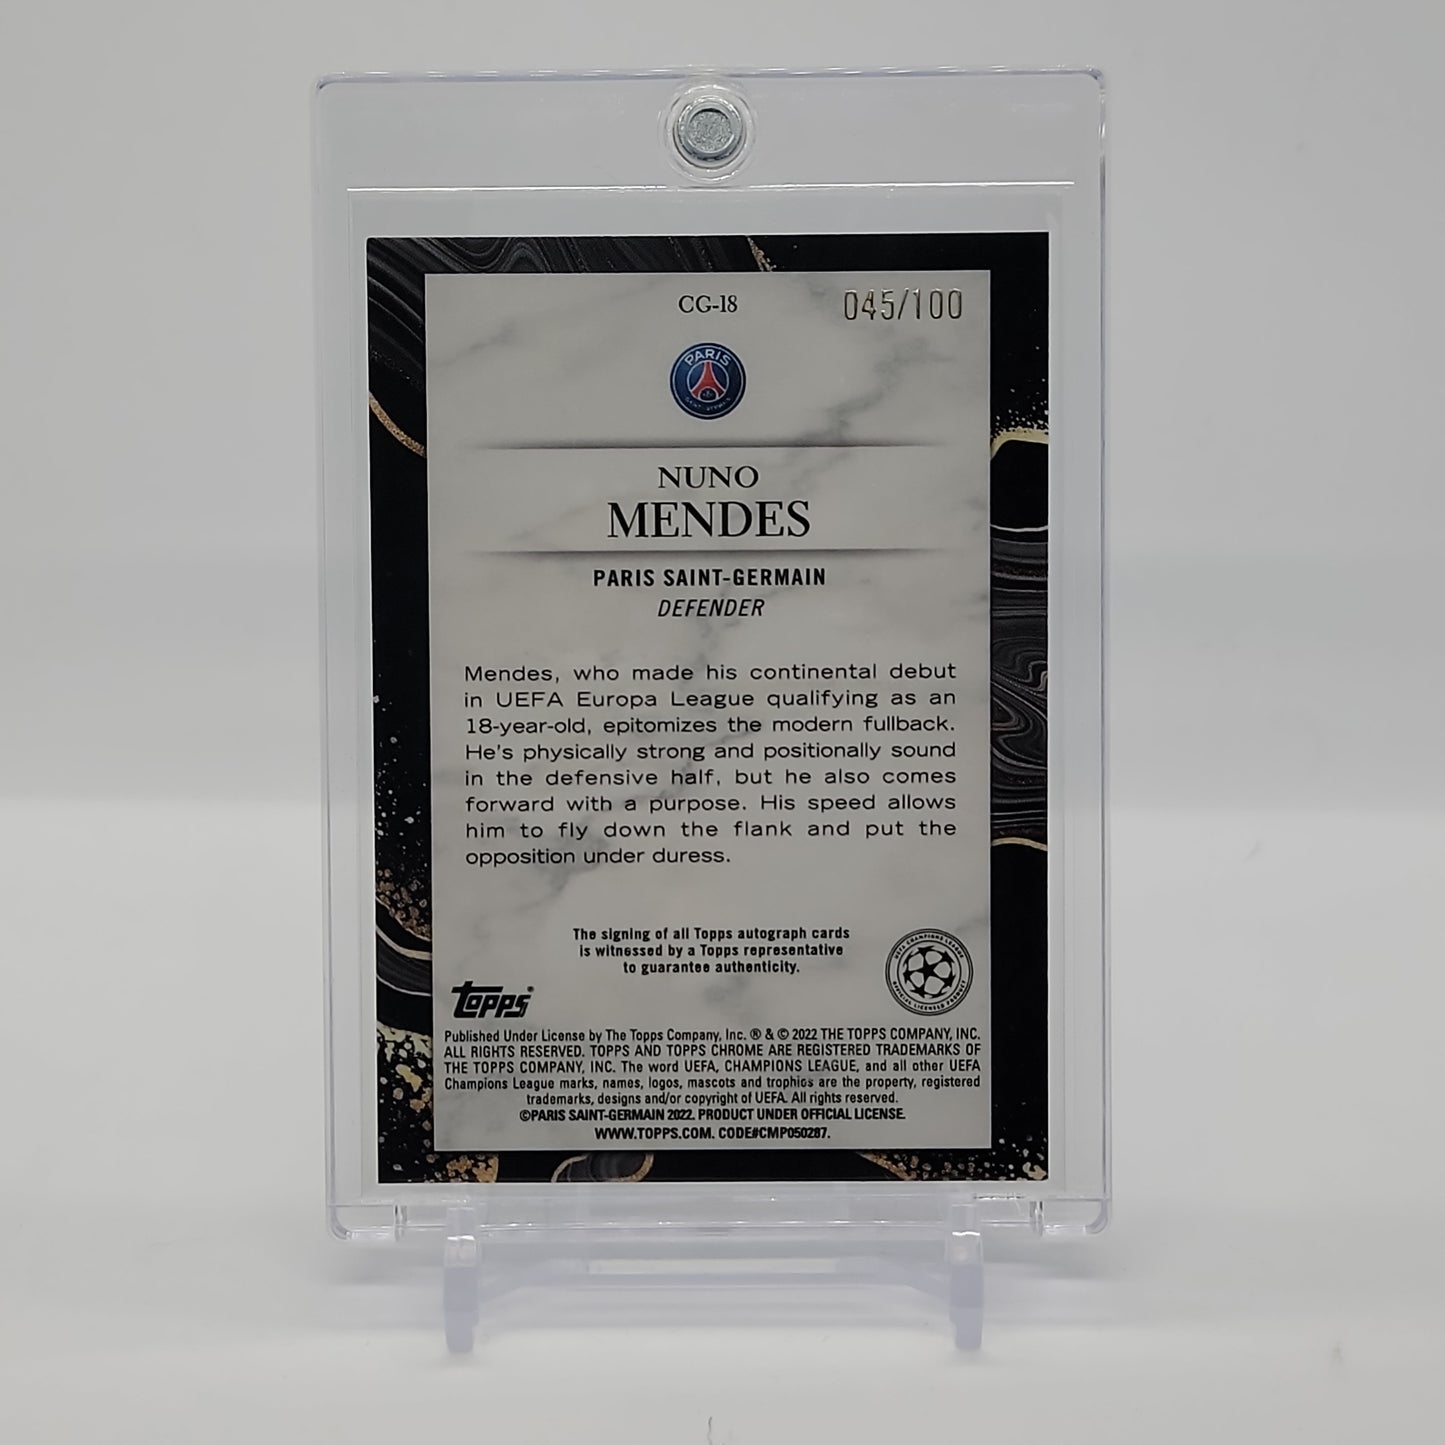 CG-18
045/100
PARIS
NUNO
MENDES
PARIS SAINT-GERMAIN
DEFENDER
Mendes, who made his continental debut
in UEFA Europa League qualifying as an
18-year-old, epitomizes the modern fullback.
He's physically strong and positionally sound
in the defensive half, but he also comes
forward with a purpose. His speed allows
him to fly down the flank and put the
opposition under duress.
The signing of all Topps autograph cards
is witnessed by a Topps representative
to guarantee authenticity.
UEFA CHAMPIONS LEAGUE
OFFICIAL LICENSED PRODUCT
Topps®
Published Under License by The Topps Company, Inc. ® & © 2022 THE TOPPS COMPANY, INC.
ALL RIGHTS RESERVED. TOPPS AND TOPPS CHROME ARE REGISTERED TRADEMARKS OF
THE TOPPS COMPANY, INC. The word UEFA, CHAMPIONS LEAGUE, and all other UEFA
Champions League marks, names, logos, mascots and trophies are the property, registered
trademarks, designs and/or copyright of UEFA. All rights reserved.
©PARIS SAINT-GERMAIN 2022. PRODUCT UNDER OFFICIAL LICENSE.
WWW.TOPPS.COM. CODE#CMP050287.